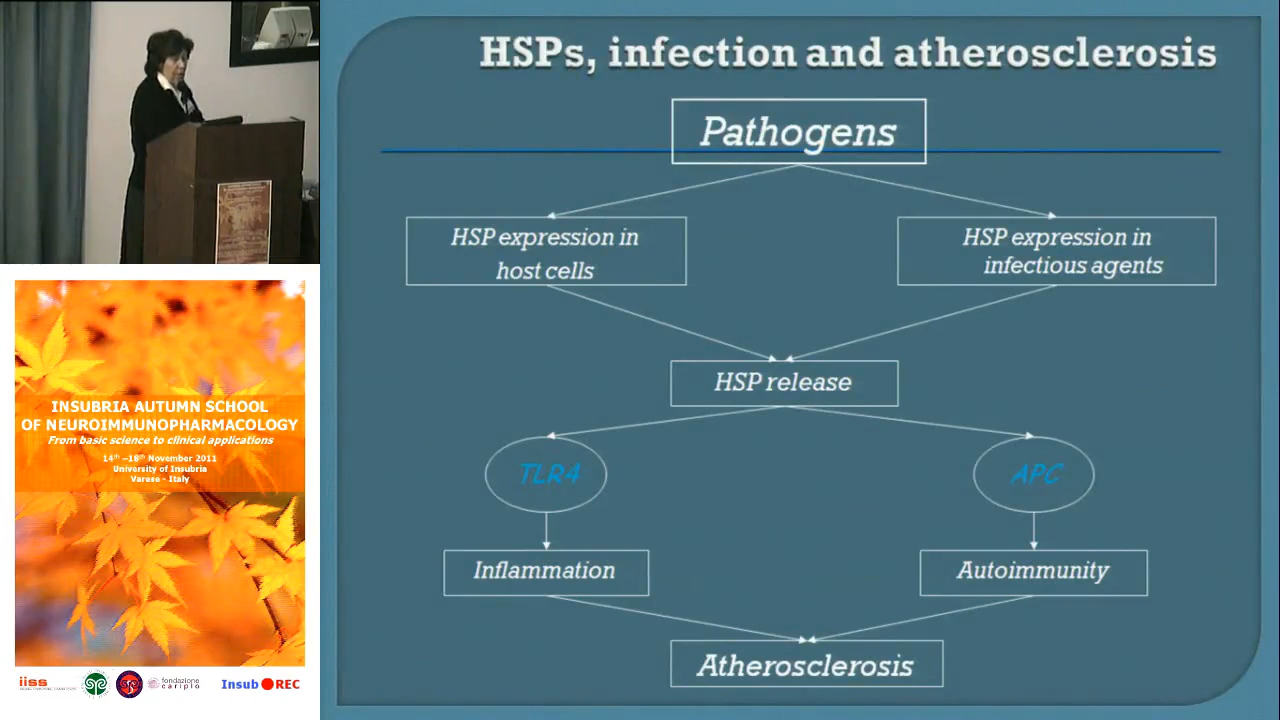 HSPs, infection and atherosclerosis
Pathogens
HSP expression in
host cells
HSP expression in
infectious agents
HSP release
TLR4
APC
Inflammation
Autoimmunity
Atherosclerosis
INSUBRIA AUTUMN SCHOOL
OF NEUROIMMUNOPHARMACOLOGY
From basic science to clinical applications
14th –18th November 2011
University of Insubria
Varese - Italy
iiss
fondazione
cariplo
Insub REC